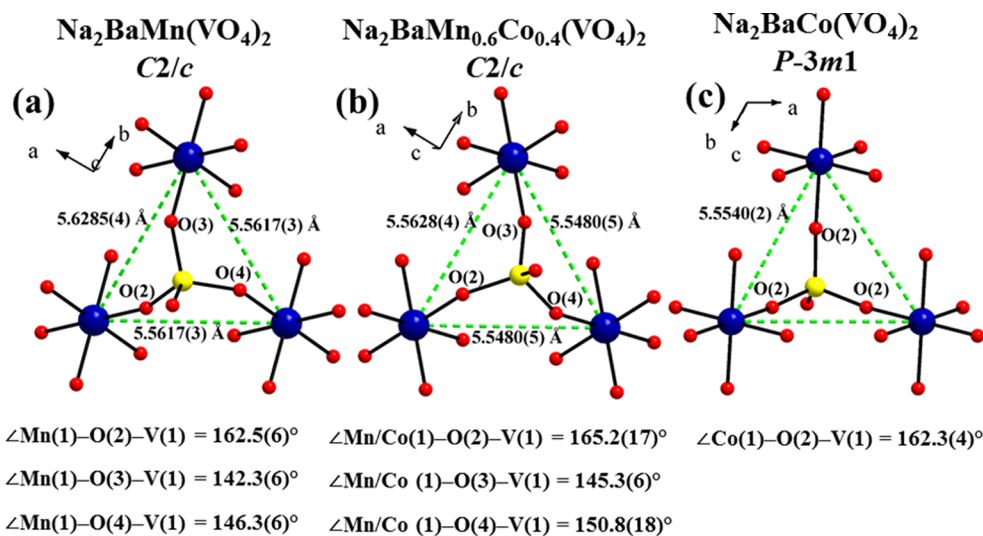 Na₂BaMn(VO₄)₂
C2/c
Na₂BaMn₀.₆Co₀.₄(VO₄)₂
C2/c
Na₂BaCo(VO₄)₂
P-3m1
(a)
a
b
c
5.6285(4) Å
5.5617(3) Å
O(3)
O(2)
O(4)
5.5617(3) Å
(b)
a
b
c
5.5628(4) Å
5.5480(5) Å
O(3)
O(2)
O(4)
5.5480(5) Å
(c)
a
b
c
5.5540(2) Å
O(2)
O(2)
O(2)
∠Mn(1)–O(2)–V(1) = 162.5(6)°
∠Mn(1)–O(3)–V(1) = 142.3(6)°
∠Mn(1)–O(4)–V(1) = 146.3(6)°
∠Mn/Co(1)–O(2)–V(1) = 165.2(17)°
∠Mn/Co (1)–O(3)–V(1) = 145.3(6)°
∠Mn/Co (1)–O(4)–V(1) = 150.8(18)°
∠Co(1)–O(2)–V(1) = 162.3(4)°